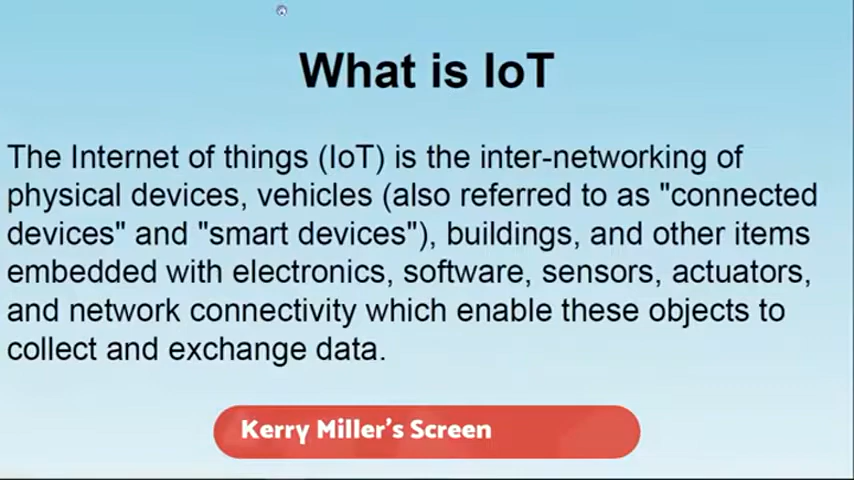 What is IoT
The Internet of things (IoT) is the inter-networking of
physical devices, vehicles (also referred to as "connected
devices" and "smart devices"), buildings, and other items
embedded with electronics, software, sensors, actuators,
and network connectivity which enable these objects to
collect and exchange data.
Kerry Miller's Screen